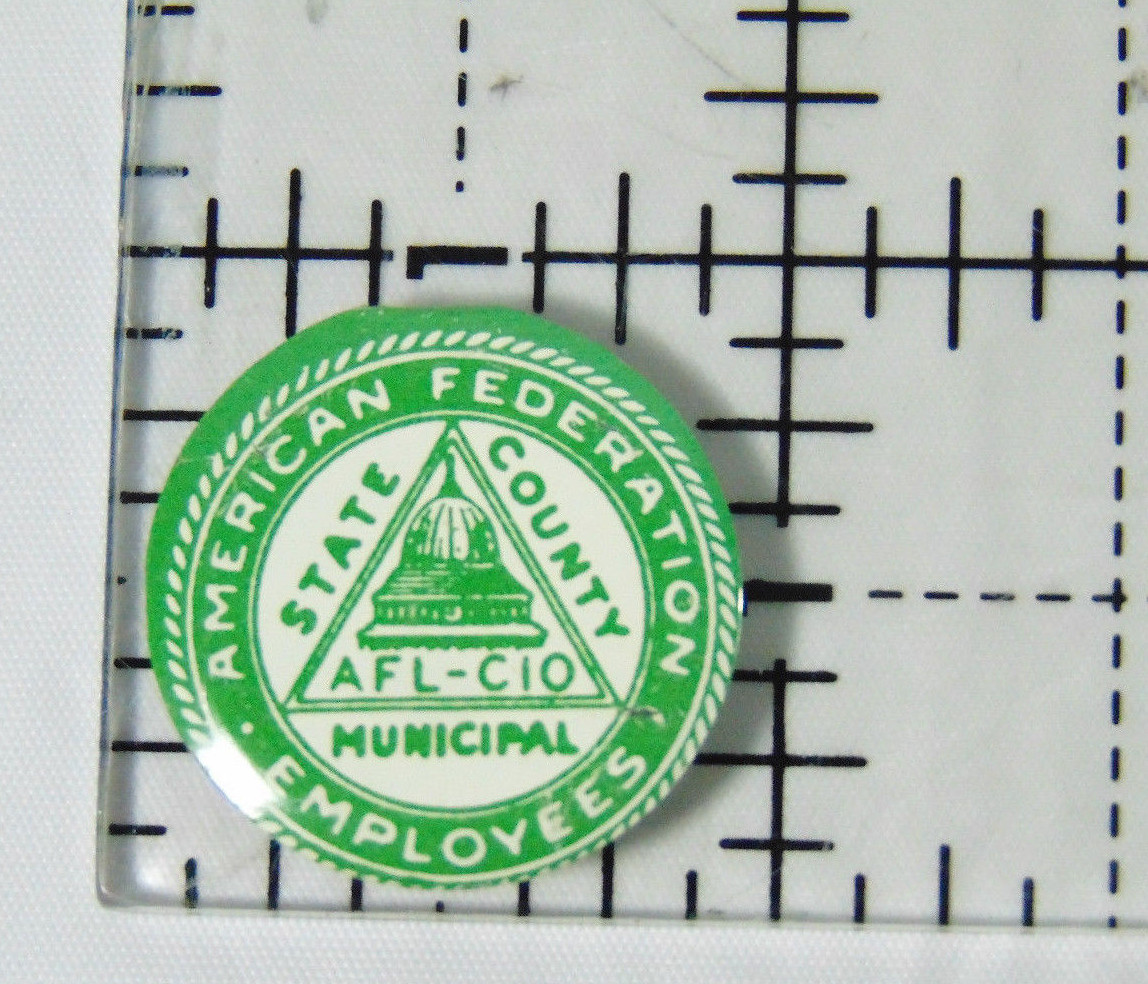 AMERICAN FEDERATION
STATE
COUNTY
AFL-CIO
MUNICIPAL
EMPLOYEES